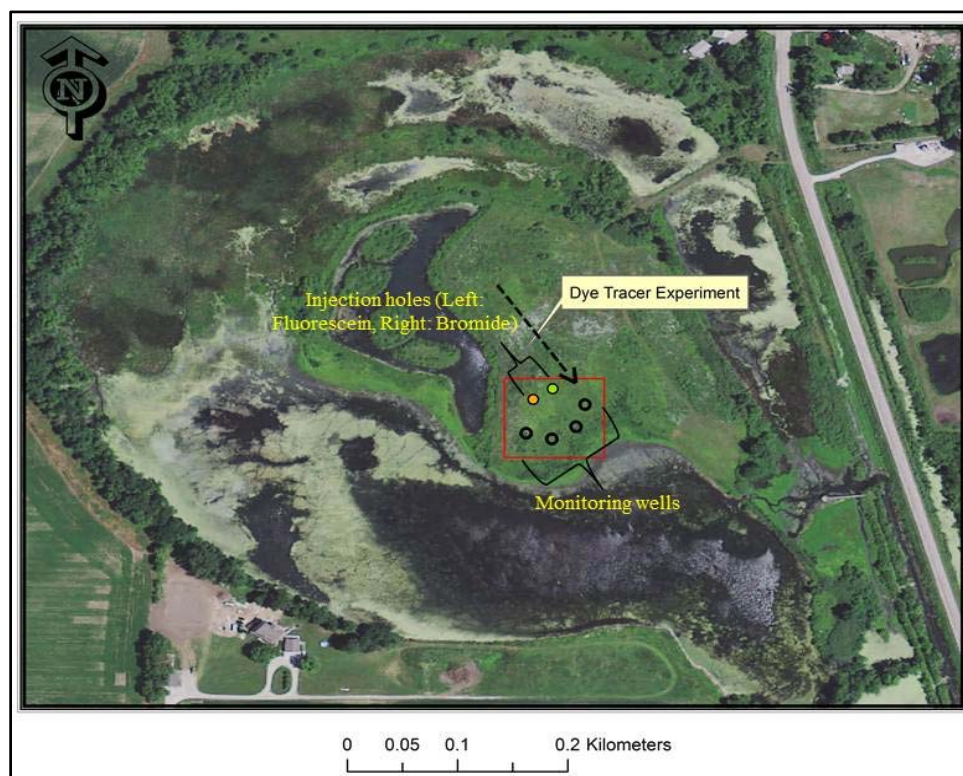 N
Injection holes (Left:
Fluorescein, Right: Bromide)
Dye Tracer Experiment
Monitoring wells
0 0.05 0.1 0.2 Kilometers